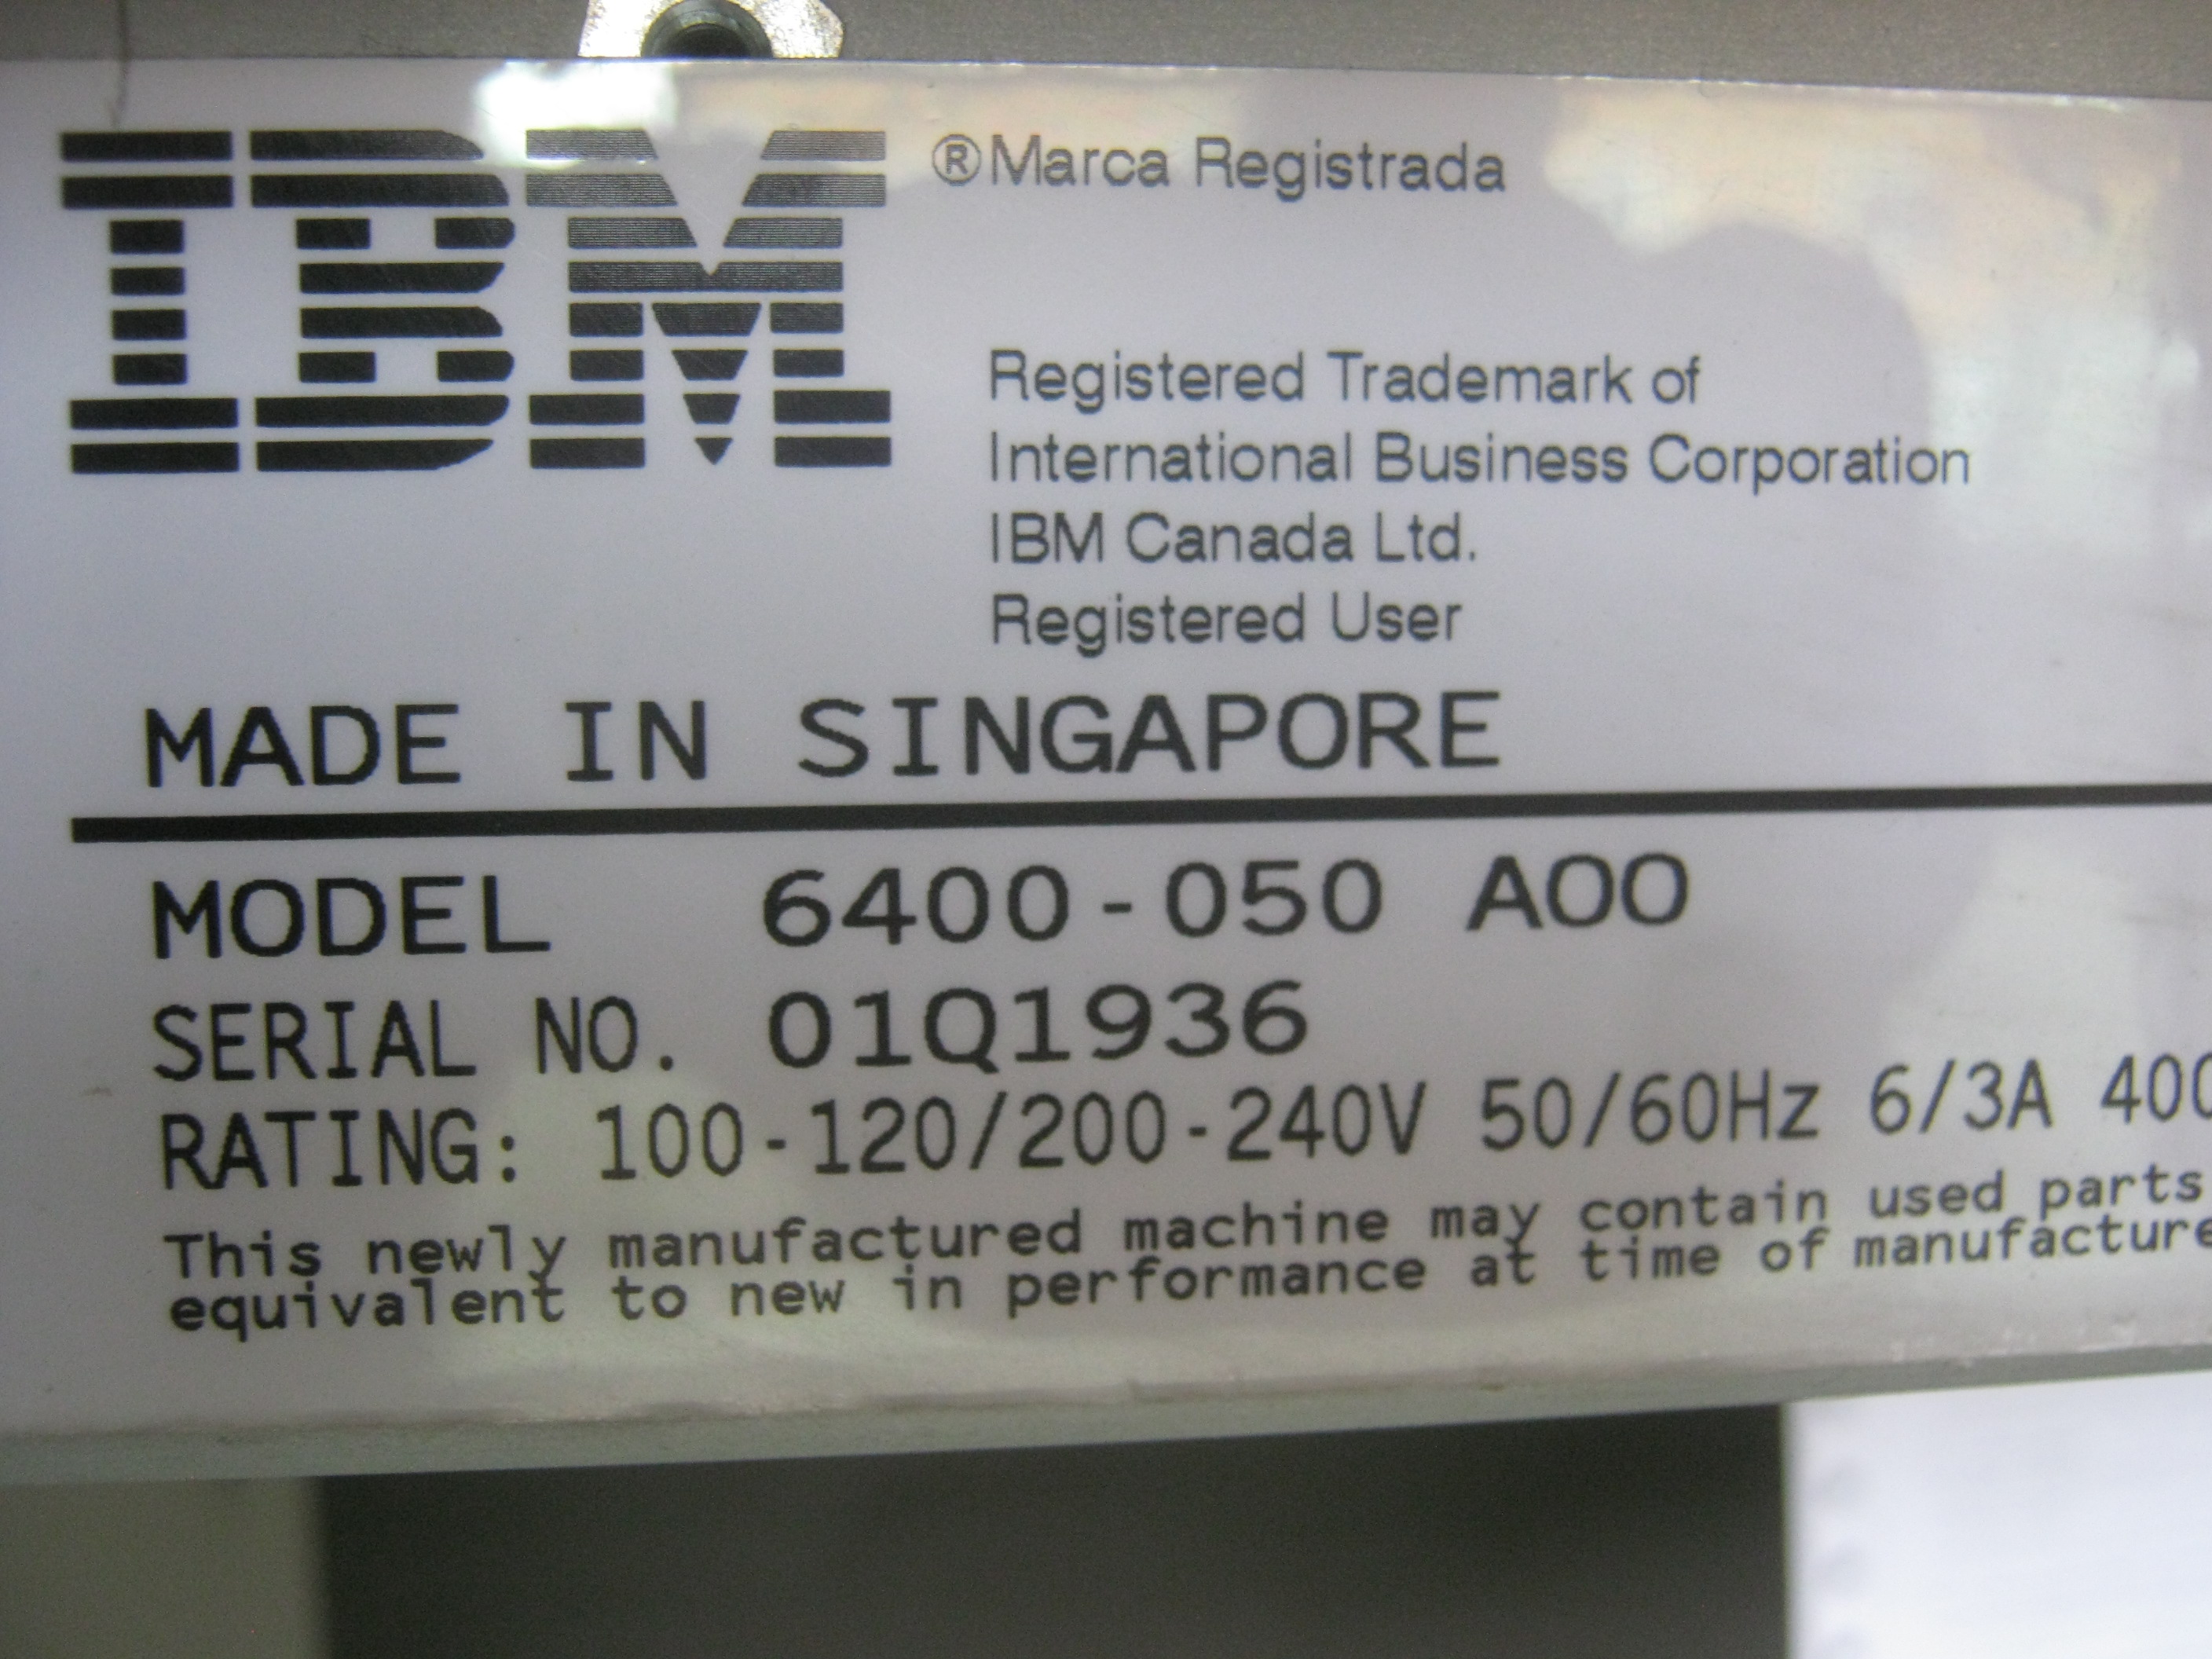 IBM ®Marca Registrada
Registered Trademark of
International Business Corporation
IBM Canada Ltd.
Registered User
MADE IN SINGAPORE
MODEL 6400-050 A00
SERIAL NO. 01Q1936
RATING: 100-120/200-240V 50/60Hz 6/3A 400
This newly manufactured machine may contain used parts
equivalent to new in performance at time of manufacture